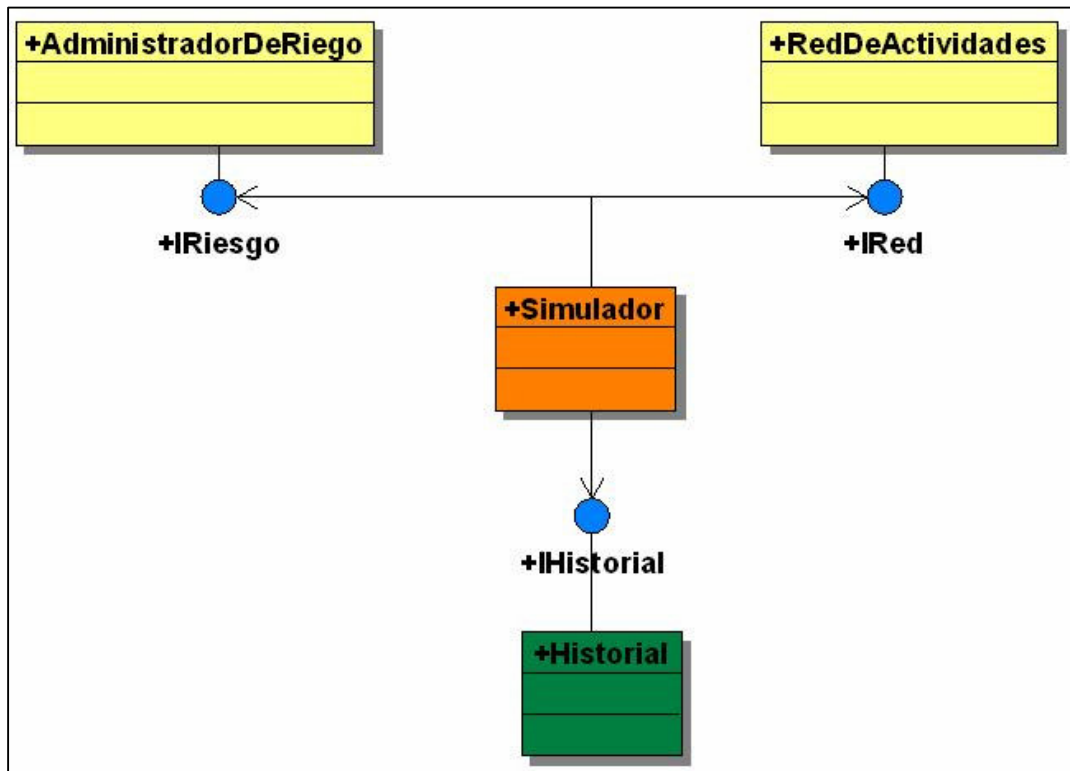 +AdministradorDeRiego
+RedDeActividades
+IRiesgo
+IRed
+Simulador
+IHistorial
+Historial